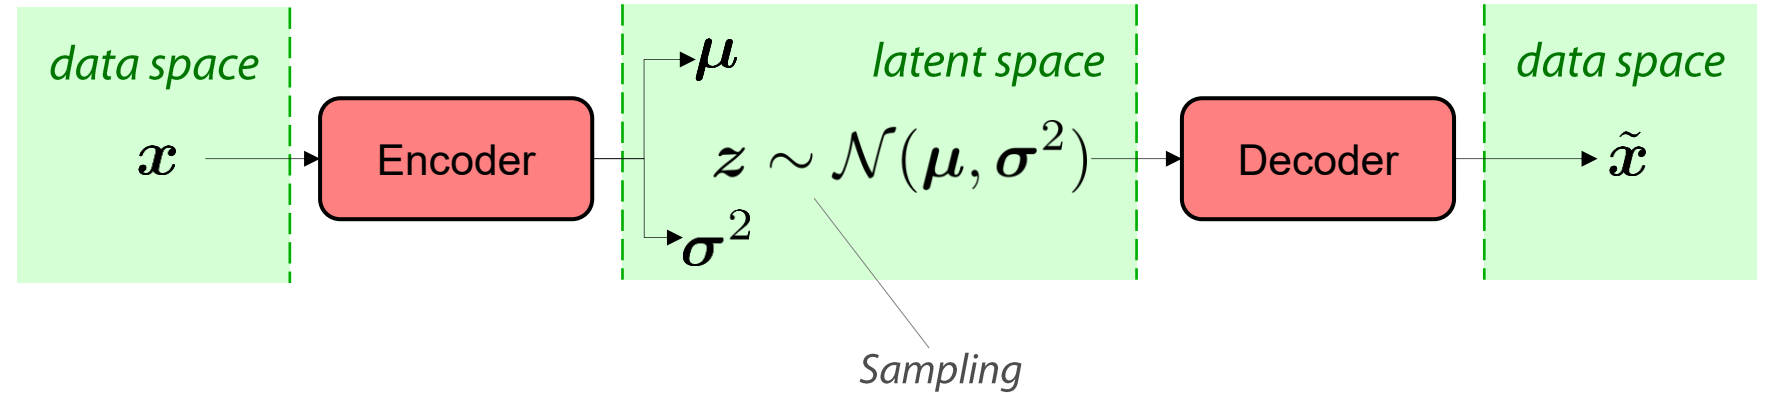 data space
x
Encoder
μ
latent space
z ∼ 𝒩(μ, σ²)
σ²
Sampling
Decoder
data space
x̃